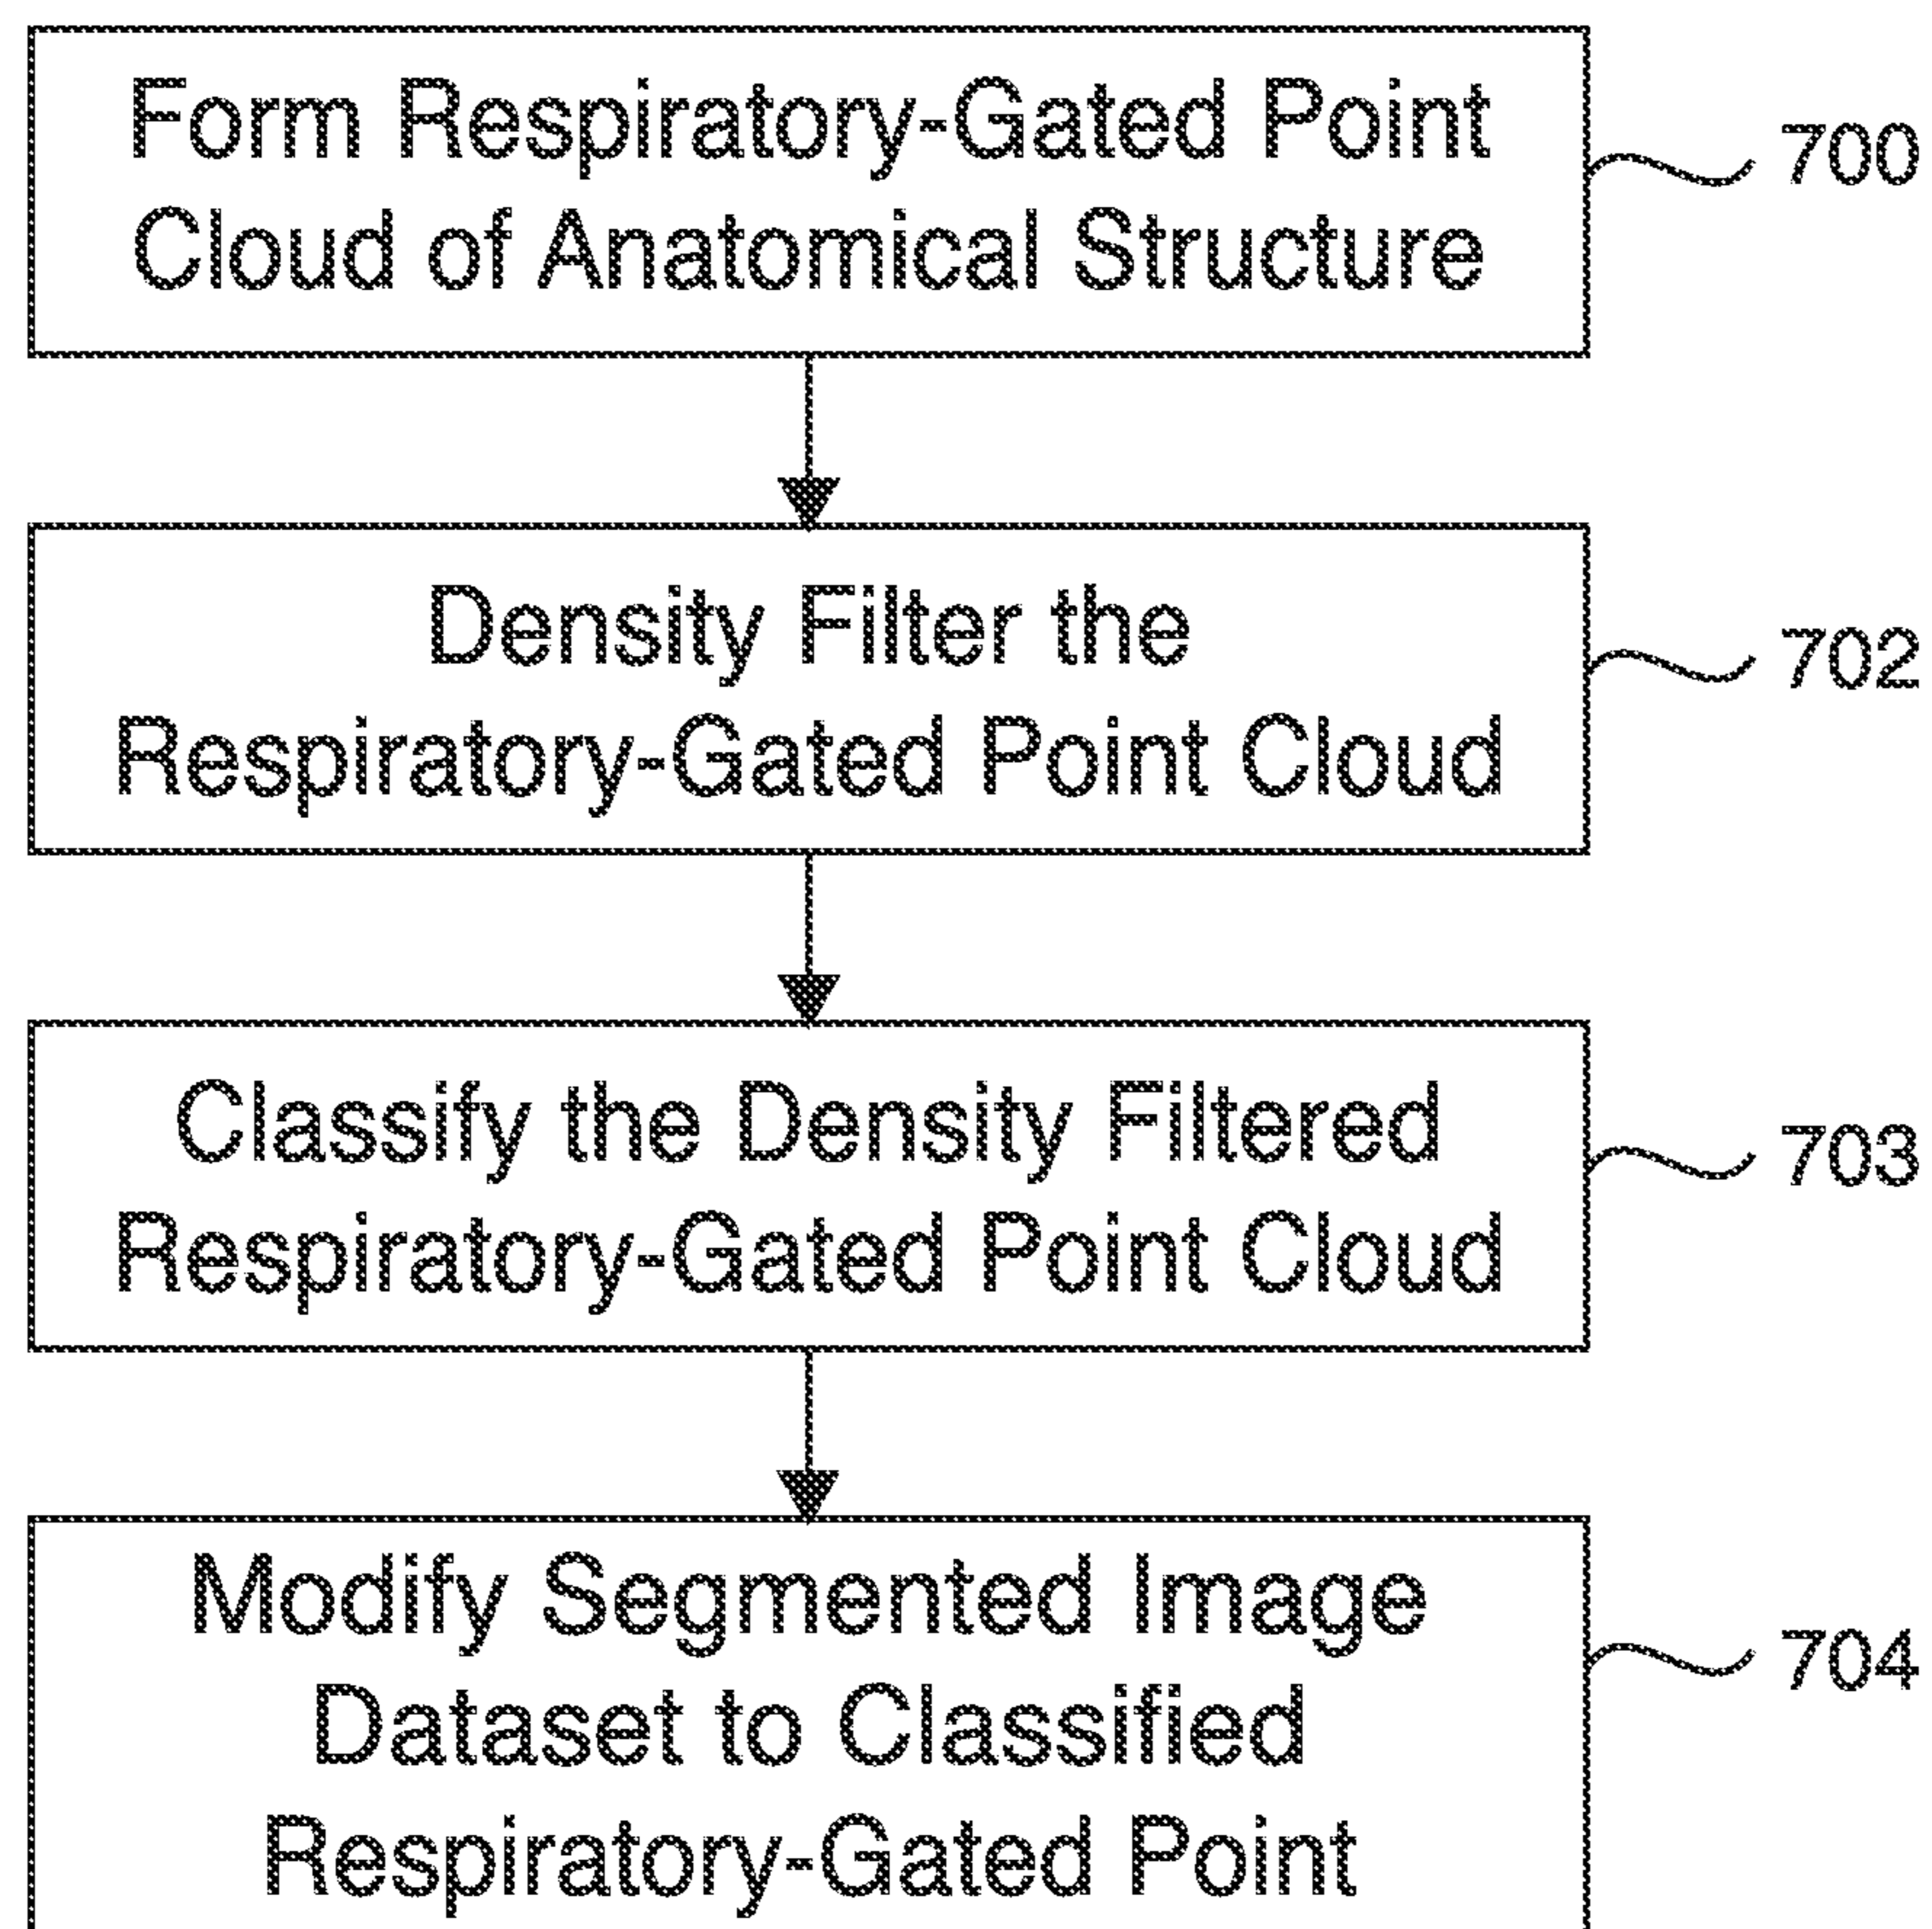 Form Respiratory-Gated Point
Cloud of Anatomical Structure
700
Density Filter the
Respiratory-Gated Point Cloud
702
Classify the Density Filtered
Respiratory-Gated Point Cloud
703
Modify Segmented Image
Dataset to Classified
Respiratory-Gated Point
704